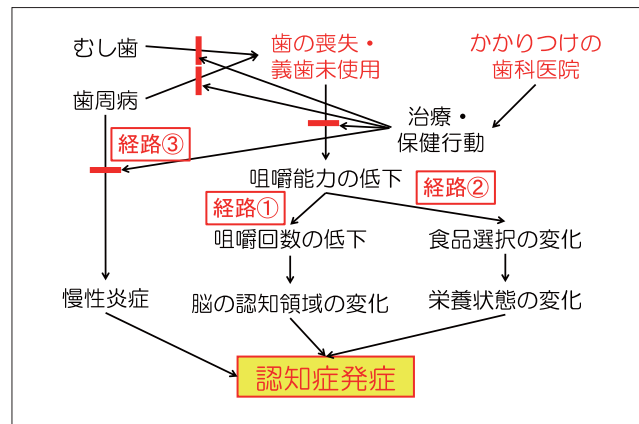 むし歯
歯の喪失・
義歯未使用
かかりつけの
歯科医院
歯周病
治療・
保健行動
経路③
咀嚼能力の低下
経路①
経路②
咀嚼回数の低下
食品選択の変化
慢性炎症
脳の認知領域の変化
栄養状態の変化
認知症発症